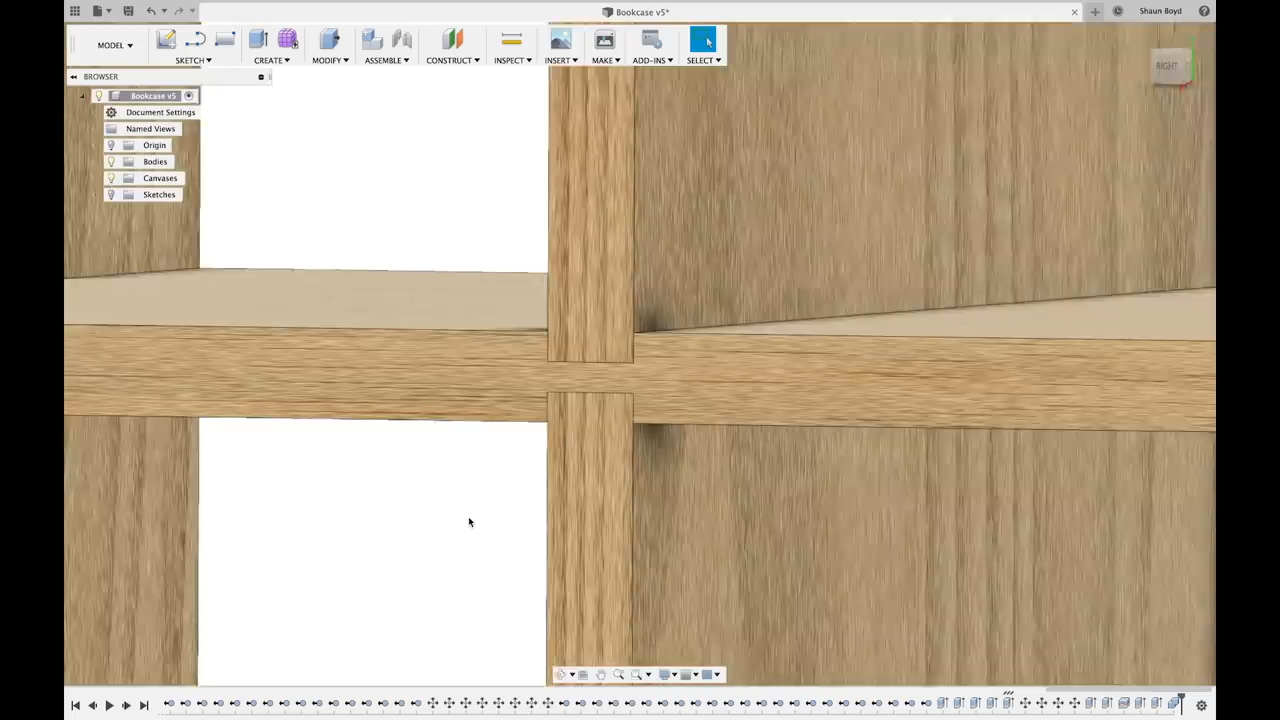 Bookcase v5*
Shaun Boyd
MODEL
SKETCH
CREATE
MODIFY
ASSEMBLE
CONSTRUCT
INSPECT
INSERT
MAKE
ADD-INS
SELECT
BROWSER
RIGHT
Bookcase v5
Document Settings
Named Views
Origin
Bodies
Canvases
Sketches